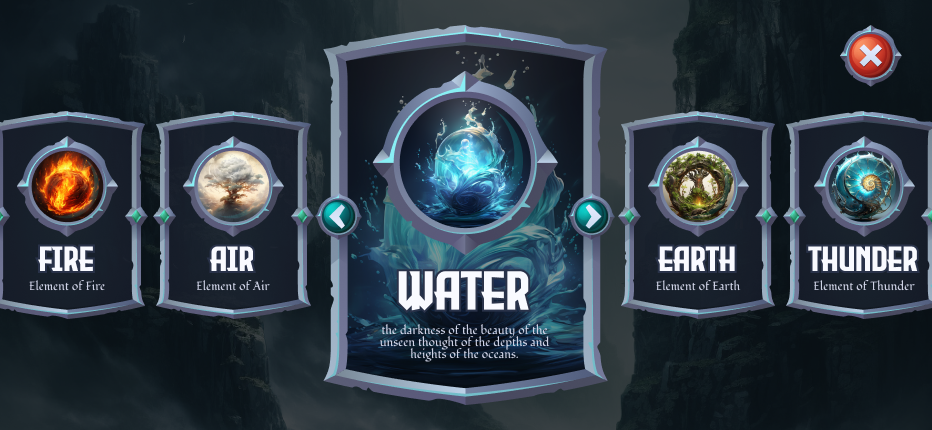 FIRE
Element of Fire
AIR
Element of Air
WATER
the darkness of the beauty of the
unseen thought of the depths and
heights of the oceans.
EARTH
Element of Earth
THUNDER
Element of Thunder